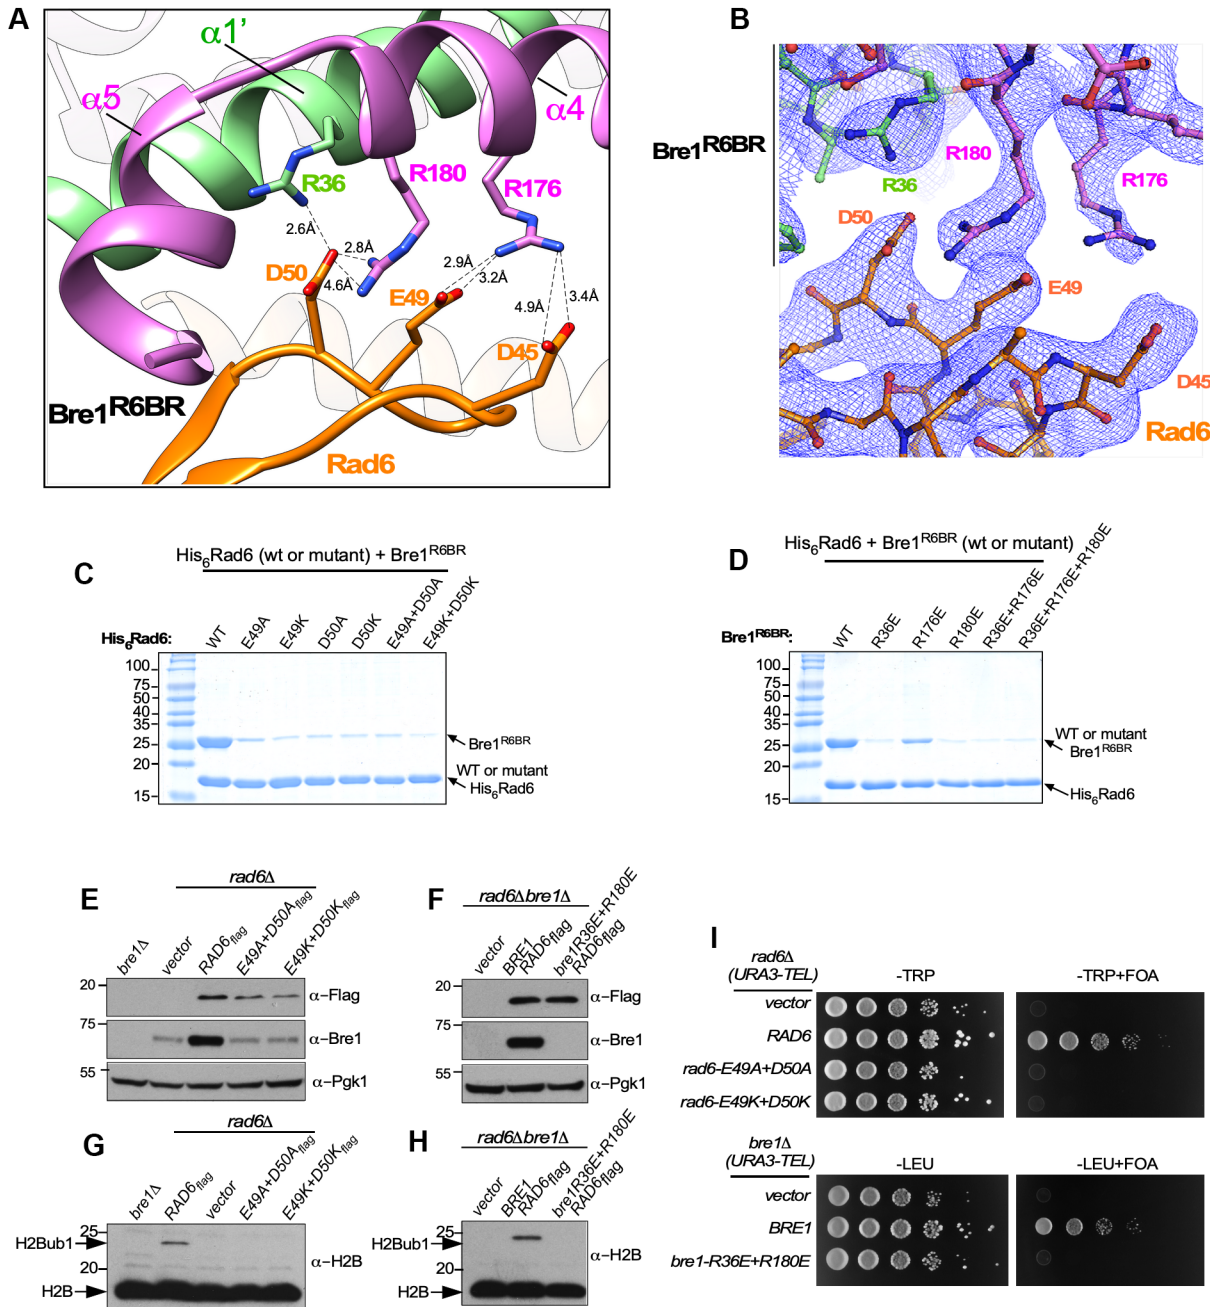 A
α1’
α5
α4
R36
R180
R176
2.6Å
2.8Å
4.6Å
2.9Å
3.2Å
4.9Å
3.4Å
D50
E49
D45
Bre1R6BR
Rad6
B
Bre1R6BR
R180
R36
R176
D50
E49
D45
Rad6
C
His6Rad6 (wt or mutant) + Bre1R6BR
His6Rad6:
WT
E49A
E49K
D50A
D50K
E49A+D50A
E49K+D50K
100
75
50
40
35
25
20
15
Bre1R6BR
WT or mutant
His6Rad6
D
His6Rad6 + Bre1R6BR (wt or mutant)
Bre1R6BR:
WT
R36E
R176E
R180E
R36E+R176E
R36E+R176E+R180E
100
75
50
40
35
25
20
15
WT or mutant
Bre1R6BR
His6Rad6
E
rad6Δ
bre1Δ
vector
RAD6flag
E49A+D50Aflag
E49K+D50Kflag
20
75
55
α–Flag
α–Bre1
α–Pgk1
F
rad6Δbre1Δ
vector
BRE1
RAD6flag
bre1R36E+R180E
RAD6flag
20
75
55
α–Flag
α–Bre1
α–Pgk1
G
rad6Δ
bre1Δ
RAD6flag
vector
E49A+D50Aflag
E49K+D50Kflag
25
H2Bub1
20
H2B
α–H2B
H
rad6Δbre1Δ
vector
BRE1
RAD6flag
bre1R36E+R180E
RAD6flag
25
H2Bub1
20
H2B
α–H2B
I
rad6Δ
(URA3-TEL)
-TRP
-TRP+FOA
vector
RAD6
rad6-E49A+D50A
rad6-E49K+D50K
bre1Δ
(URA3-TEL)
-LEU
-LEU+FOA
vector
BRE1
bre1-R36E+R180E